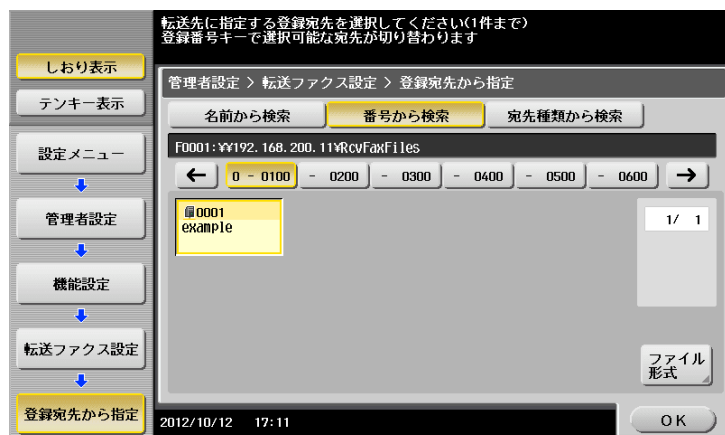 転送先に指定する登録宛先を選択してください(1件まで)
登録番号キーで選択可能な宛先が切り替わります
しおり表示
テンキー表示
設定メニュー
管理者設定
機能設定
転送ファクス設定
登録宛先から指定
管理者設定 > 転送ファクス設定 > 登録宛先から指定
名前から検索 番号から検索 宛先種類から検索
F0001:¥¥192.168.200.11¥RcvFaxFiles
← 0 - 0100 - 0200 - 0300 - 0400 - 0500 - 0600 →
0001
example
1/ 1
ファイル
形式
2012/10/12 17:11
OK